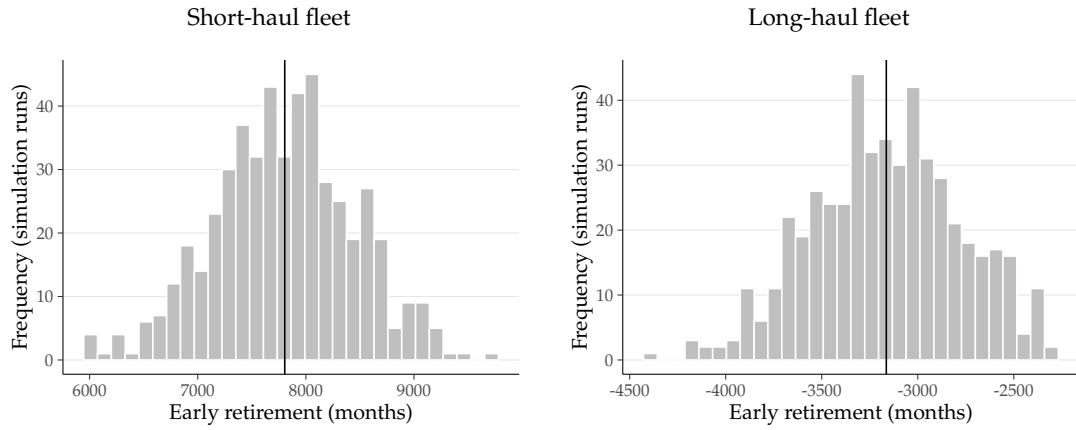 Short-haul fleet
Frequency (simulation runs)
40
30
20
10
0
6000 7000 8000 9000
Early retirement (months)
Long-haul fleet
Frequency (simulation runs)
40
30
20
10
0
-4500 -4000 -3500 -3000 -2500
Early retirement (months)